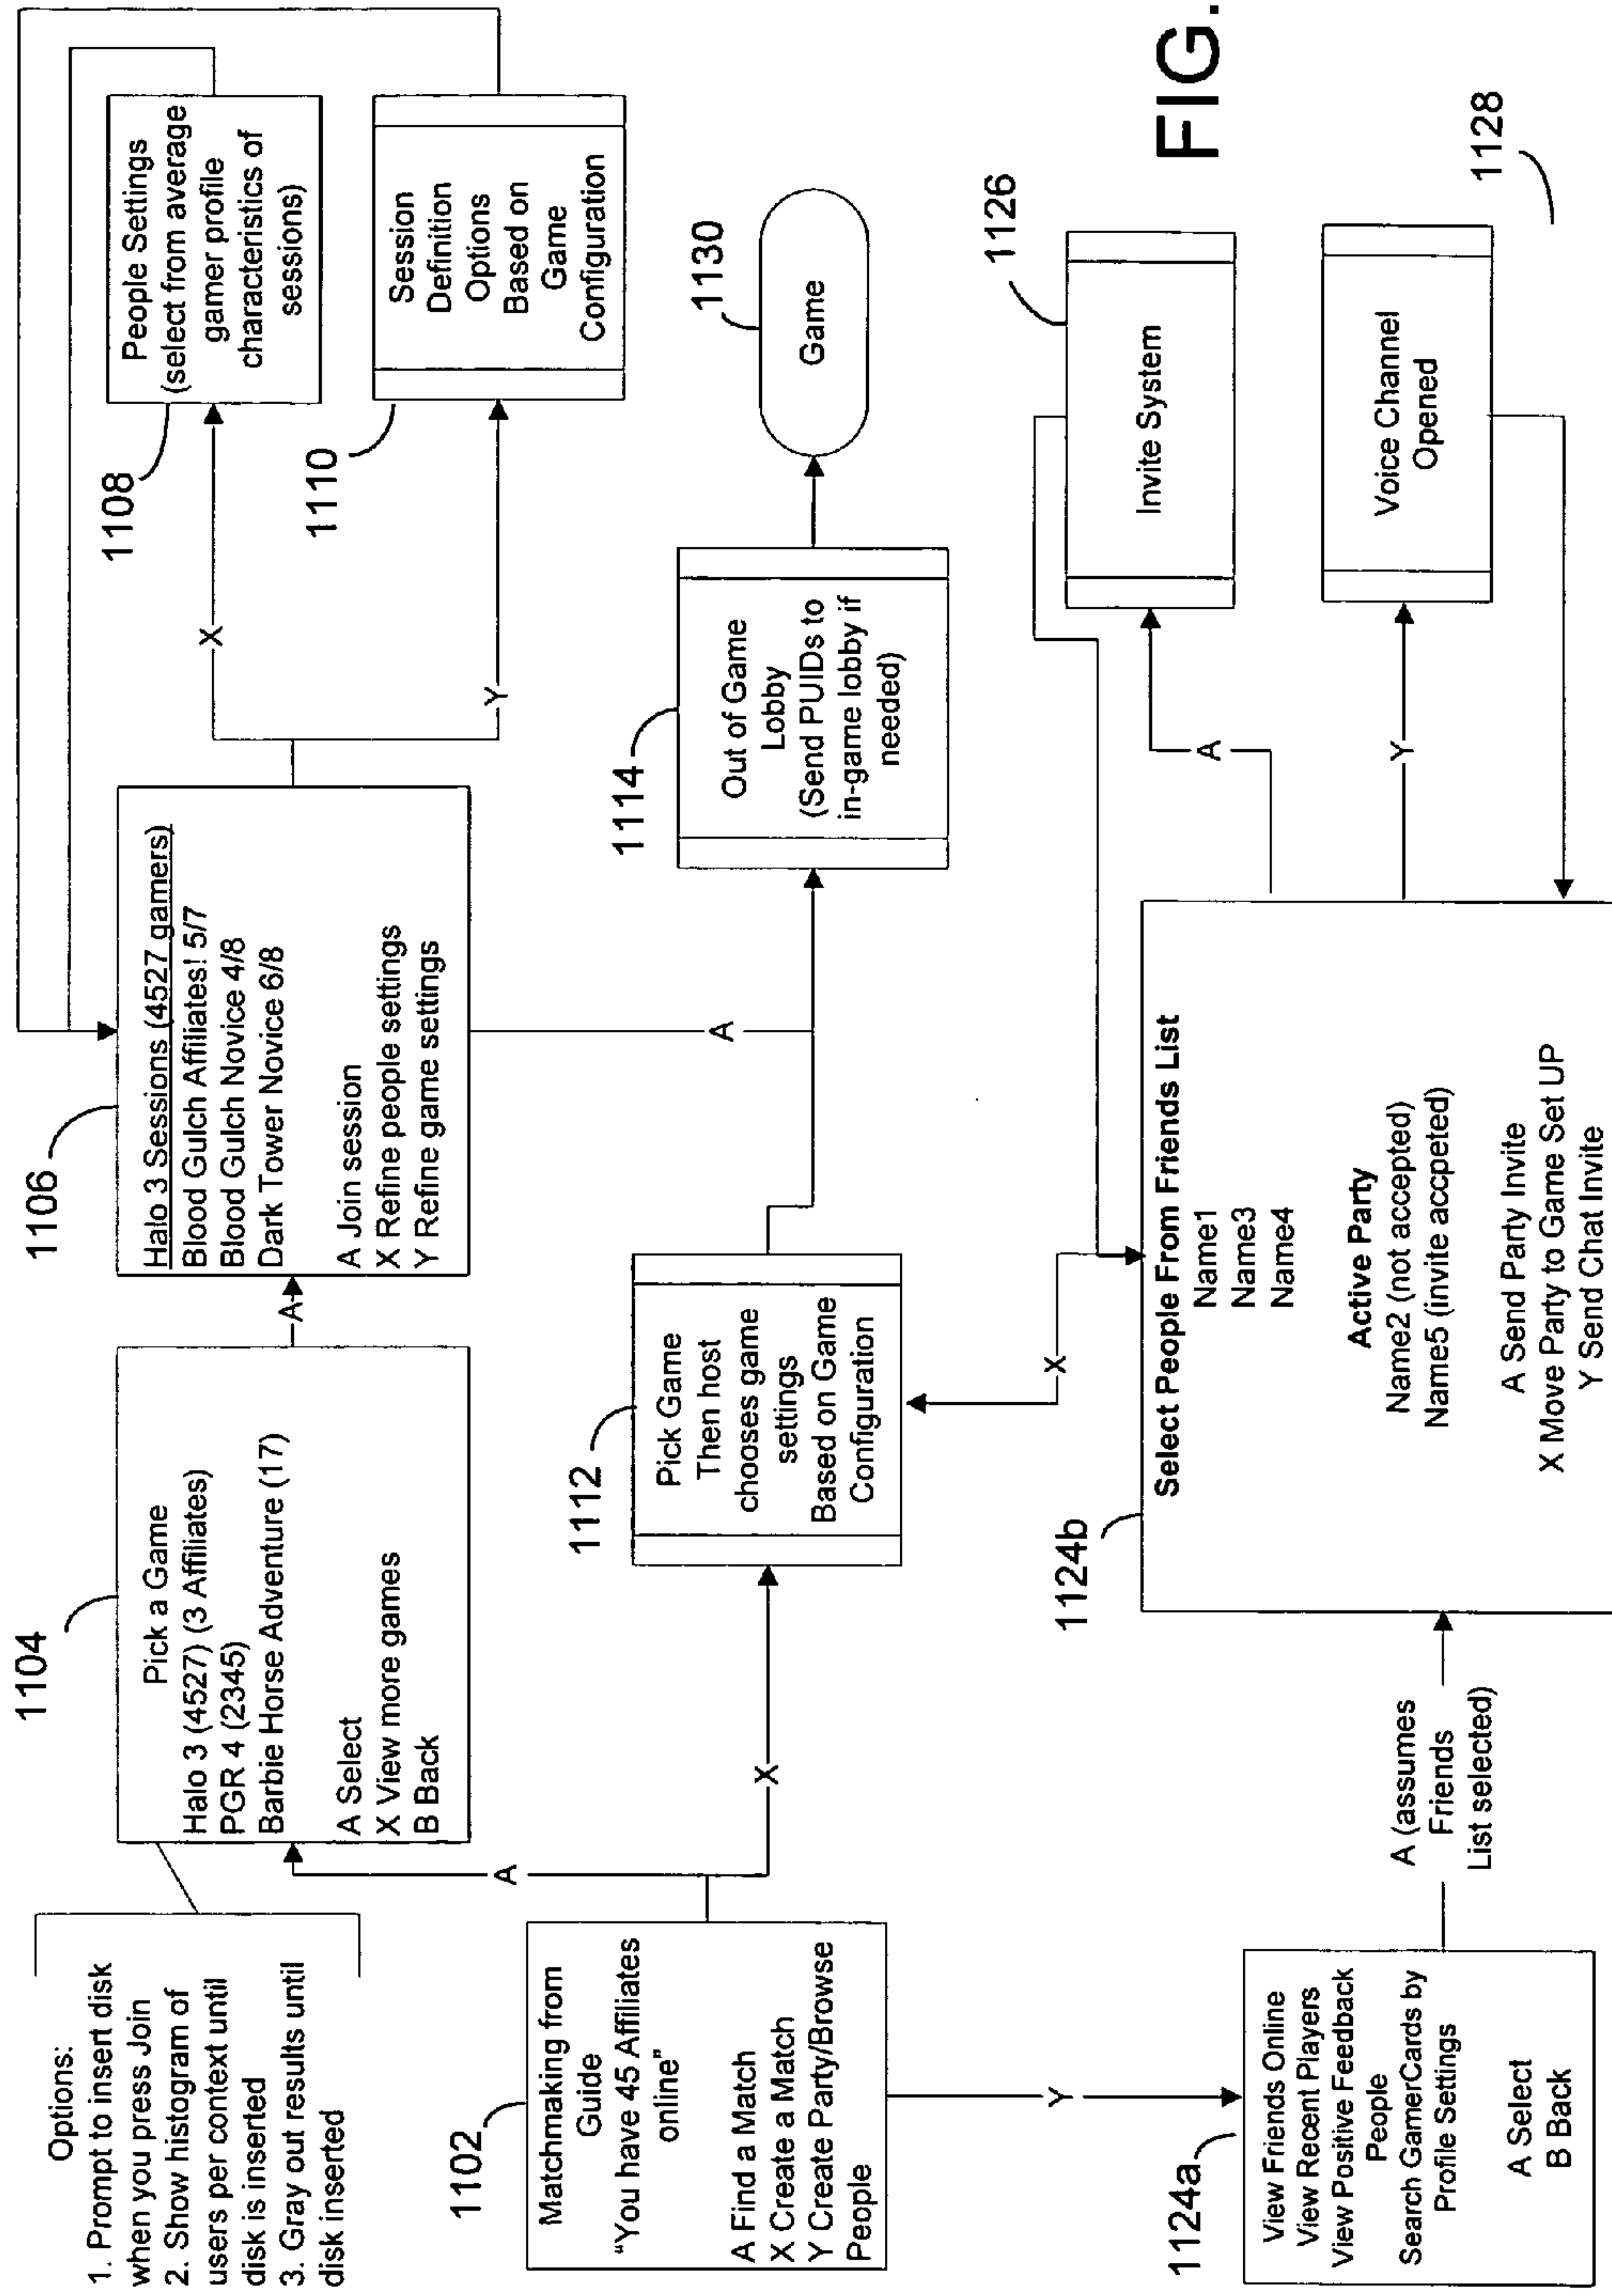 Options:
1. Prompt to insert disk
when you press Join
2. Show histogram of
users per context until
disk is inserted
3. Gray out results until
disk inserted
1104
Pick a Game
Halo 3 (4527) (3 Affiliates)
PGR 4 (2345)
Barbie Horse Adventure (17)
A Select
X View more games
B Back
A
1106
Halo 3 Sessions (4527 gamers)
Blood Gulch Affiliates! 5/7
Blood Gulch Novice 4/8
Dark Tower Novice 6/8
A Join session
X Refine people settings
Y Refine game settings
X
Y
1108
People Settings
(select from average
gamer profile
characteristics of
sessions)
1110
Session
Definition
Options
Based on
Game
Configuration
1102
Matchmaking from
Guide
“You have 45 Affiliates
online”
A Find a Match
X Create a Match
Y Create Party/Browse
People
A
X
Y
1112
Pick Game
Then host
chooses game
settings
Based on Game
Configuration
A
1114
Out of Game
Lobby
(Send PUIDs to
in-game lobby if
needed)
1130
Game
X
1124a
View Friends Online
View Recent Players
View Positive Feedback
People
Search GamerCards by
Profile Settings
A Select
B Back
A (assumes
Friends
List selected)
1124b
Select People From Friends List
Name1
Name3
Name4
Active Party
Name2 (not accepted)
Name5 (invite accpeted)
A Send Party Invite
X Move Party to Game Set UP
Y Send Chat Invite
A
Y
1126
Invite System
Voice Channel
Opened
1128
FIG.